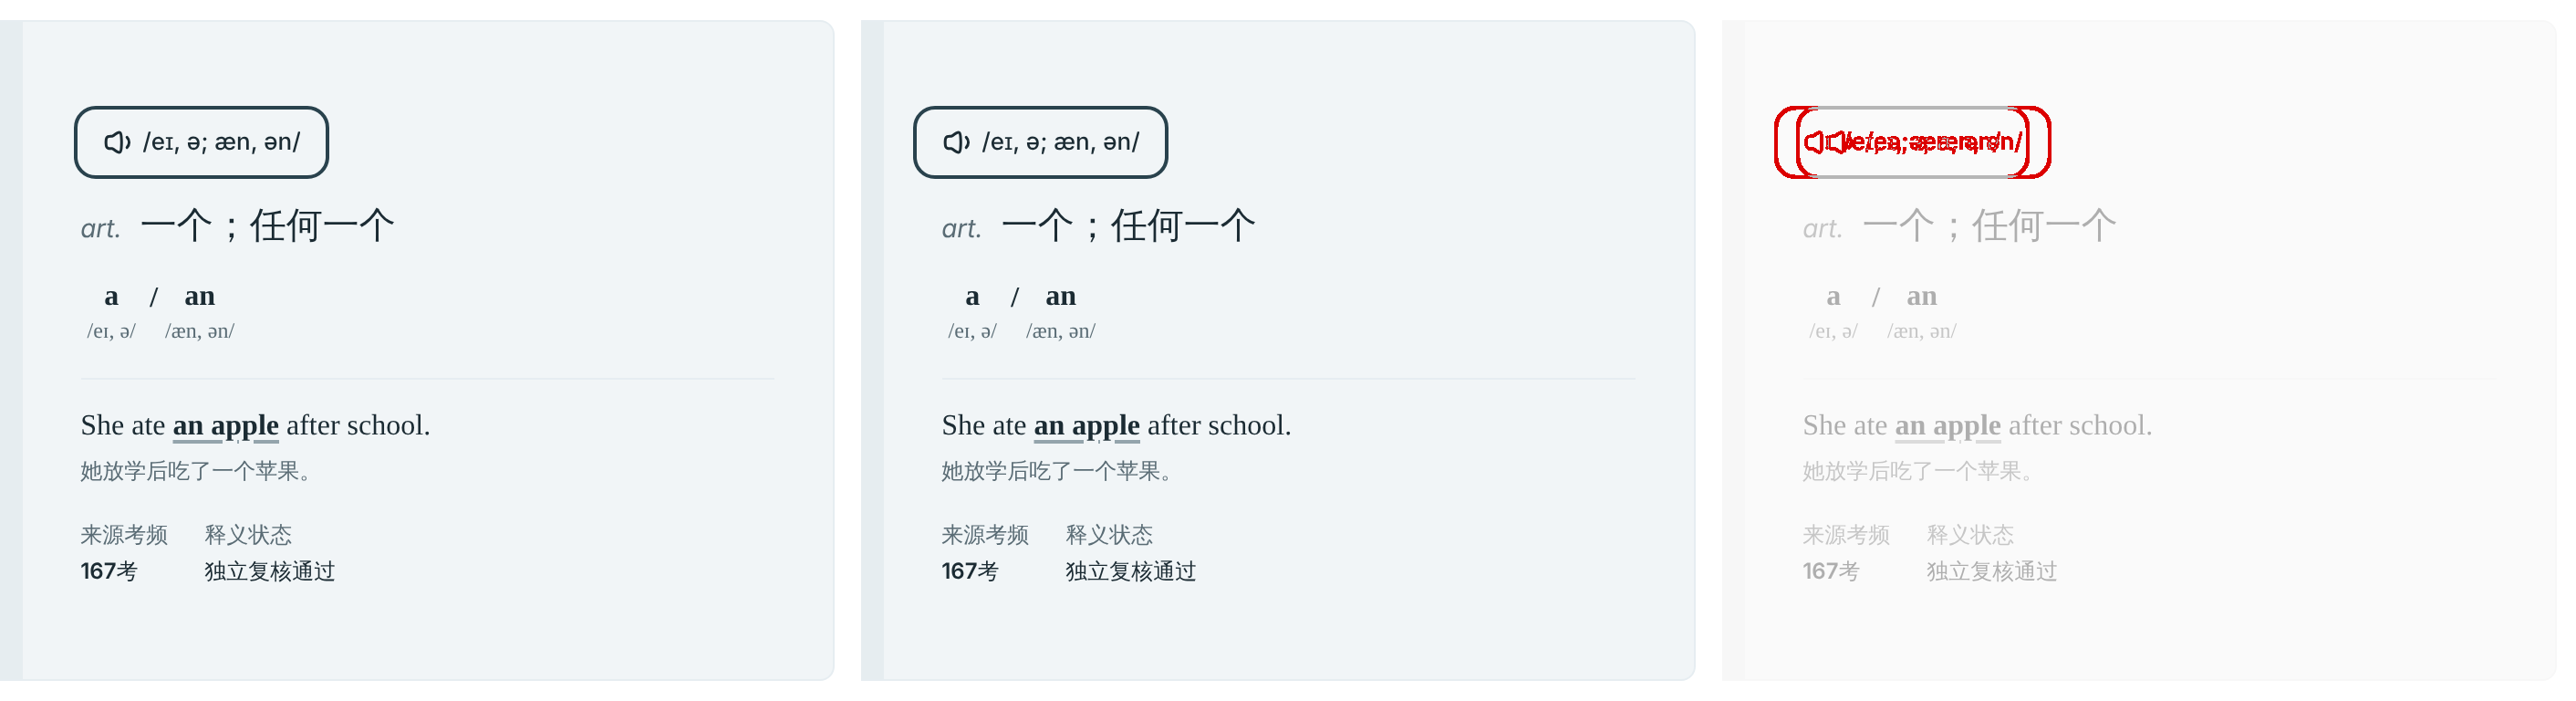 /eɪ, ə; æn, ən/
art. 一个；任何一个
a / an
/eɪ, ə/ /æn, ən/
She ate an apple after school.
她放学后吃了一个苹果。
来源考频 释义状态
167考 独立复核通过
/eɪ, ə; æn, ən/
art. 一个；任何一个
a / an
/eɪ, ə/ /æn, ən/
She ate an apple after school.
她放学后吃了一个苹果。
来源考频 释义状态
167考 独立复核通过
art. 一个；任何一个
a / an
/eɪ, ə/ /æn, ən/
She ate an apple after school.
她放学后吃了一个苹果。
来源考频 释义状态
167考 独立复核通过